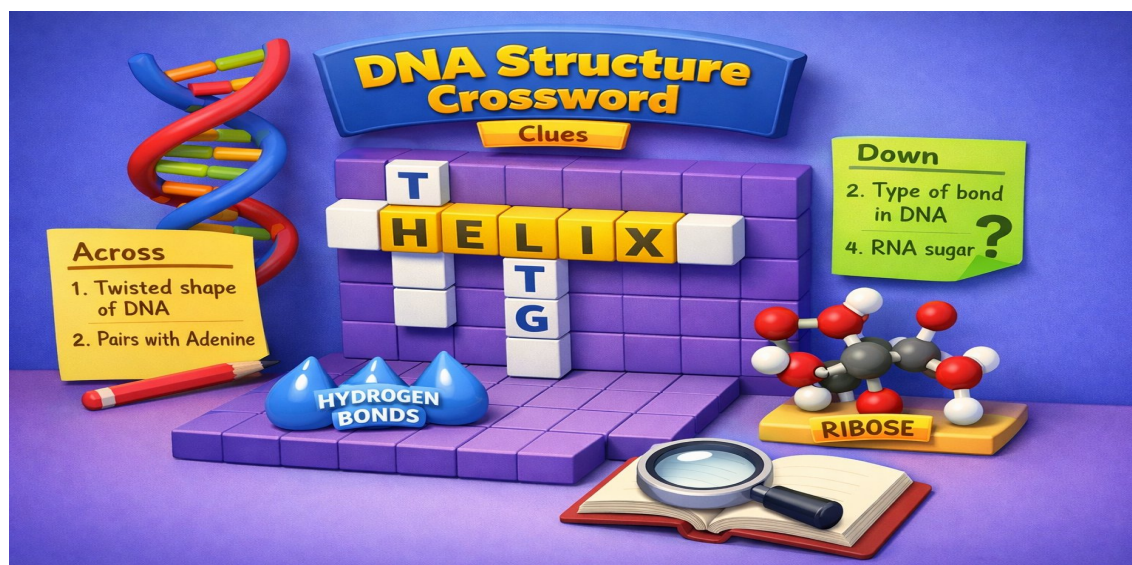 DNA Structure
Crossword
Clues
Across
1. Twisted shape
of DNA
2. Pairs with Adenine
Down
2. Type of bond
in DNA
4. RNA sugar
?
T
HELIX
T
G
HYDROGEN
BONDS
RIBOSE